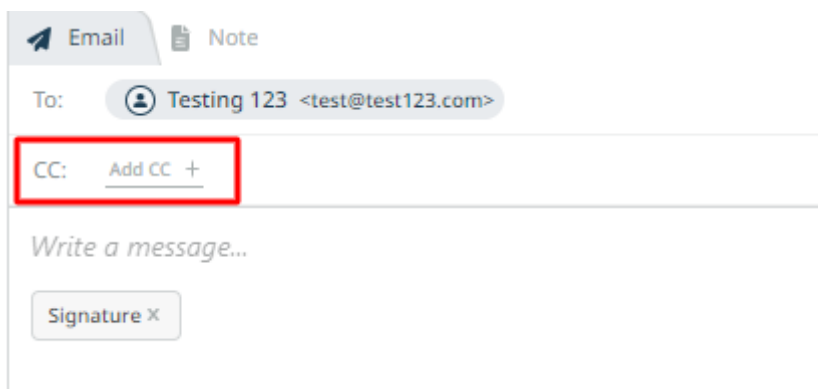 Email Note
To: Testing 123 <test@test123.com>
CC: Add CC +
Write a message...
Signature x